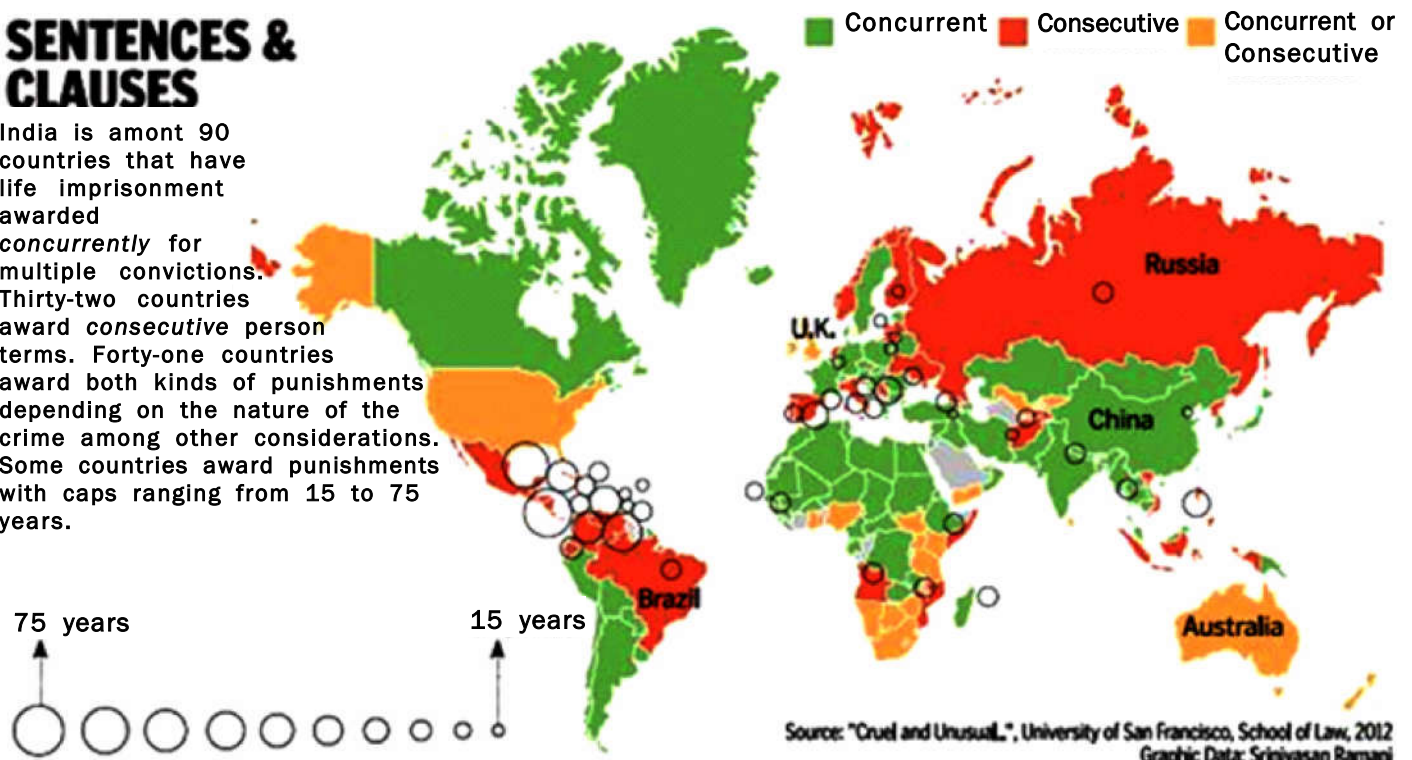 SENTENCES &
CLAUSES
India is amont 90
countries that have
life imprisonment
awarded
concurrently for
multiple convictions.
Thirty-two countries
award consecutive person
terms. Forty-one countries
award both kinds of punishments
depending on the nature of the
crime among other considerations.
Some countries award punishments
with caps ranging from 15 to 75
years.
Concurrent
Consecutive
Concurrent or
Consecutive
Russia
U.K.
China
Brazil
Australia
75 years
15 years
Source: "Cruel and Unusual..", University of San Francisco, School of Law, 2012
Graphic Data: Srinivasan Ramani